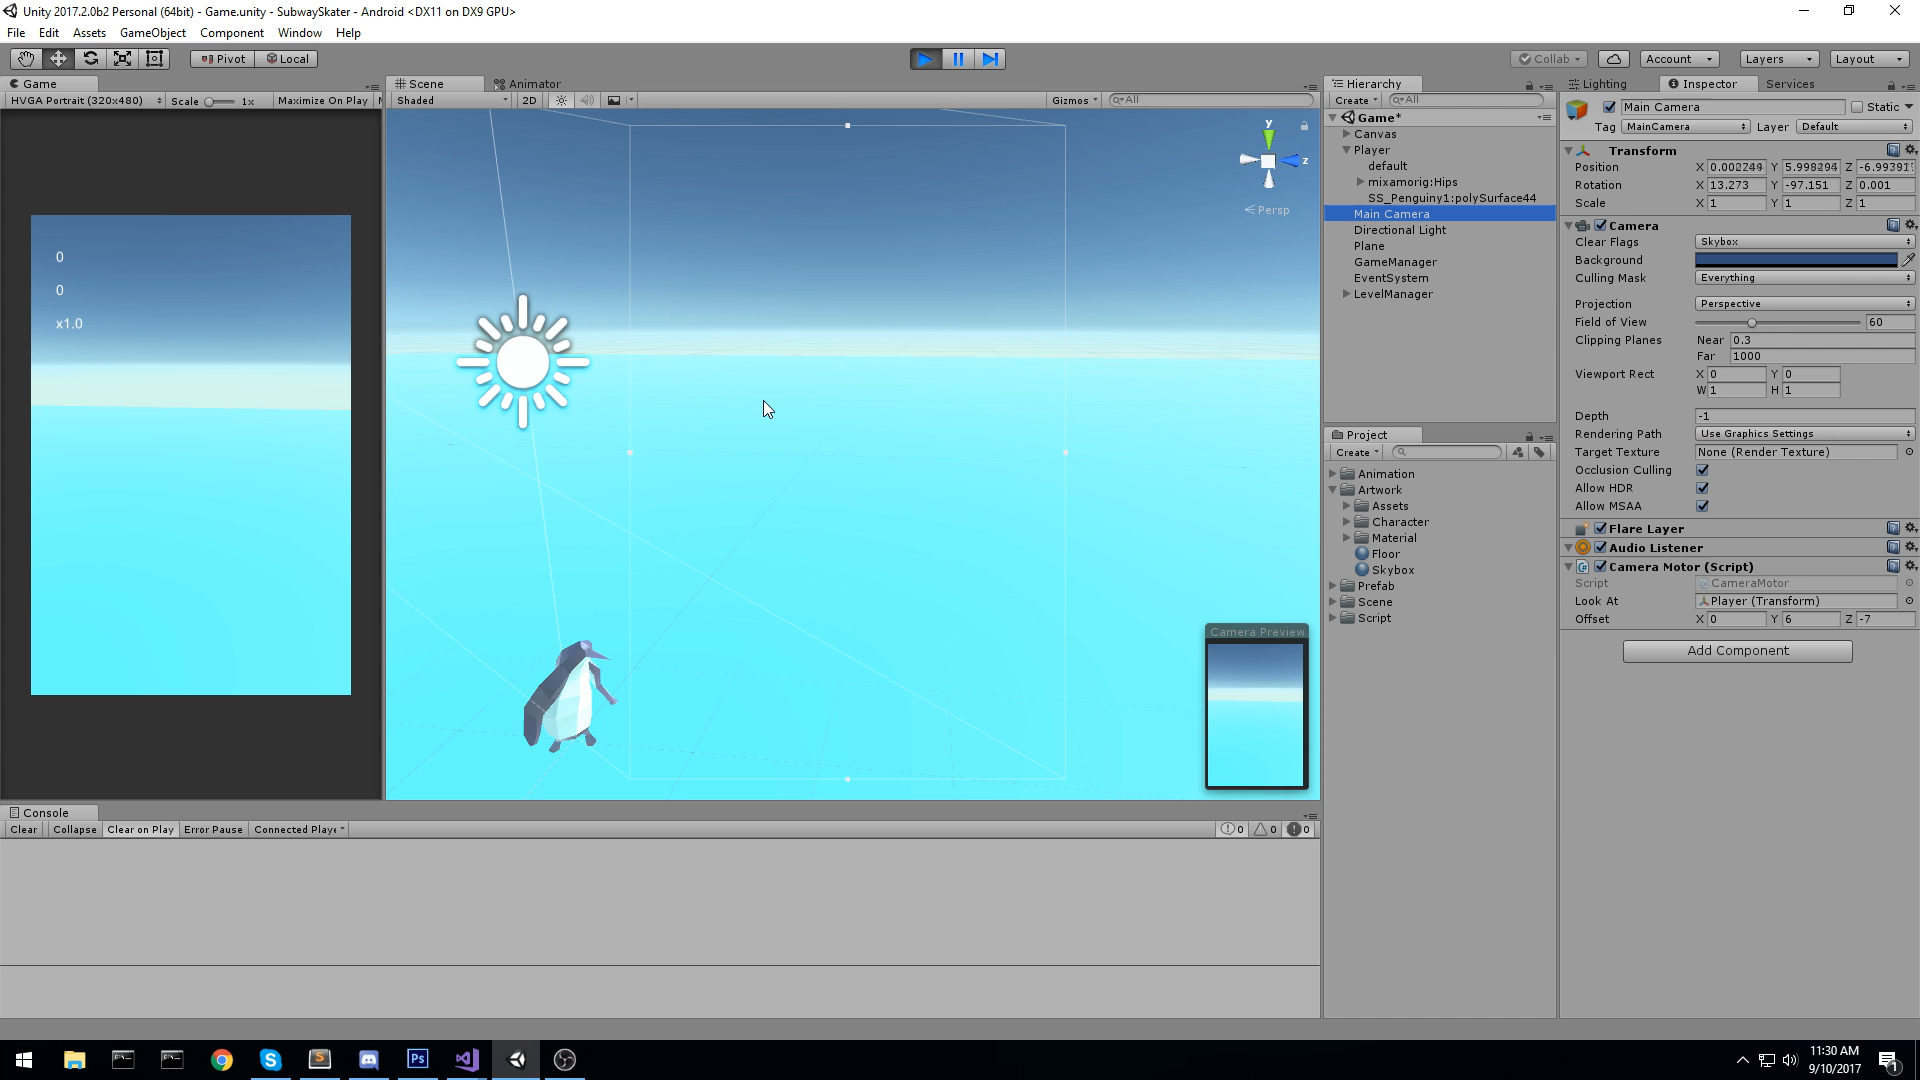 Unity 2017.2.0b2 Personal (64bit) - Game.unity - SubwaySkater - Android <DX11 on DX9 GPU>
File Edit Assets GameObject Component Window Help
Pivot Local
Collab Account Layers Layout
Game
HVGA Portrait (320x480) Scale 1x Maximize On Play
0
0
x1.0
Scene Animator
Shaded 2D Gizmos All
y
z
Persp
Camera Preview
Hierarchy
Create All
Game*
Canvas
Player
default
mixamorig:Hips
SS_Penguiny1:polySurface44
Main Camera
Directional Light
Plane
GameManager
EventSystem
LevelManager
Project
Create
Animation
Artwork
Assets
Character
Material
Floor
Skybox
Prefab
Scene
Script
Lighting Inspector Services
Main Camera Static
Tag MainCamera Layer Default
Transform
Position X 0.002244 Y 5.998294 Z
Rotation X 13.273 Y -97.151 Z 0.001
Scale X 1 Y 1 Z 1
Camera
Clear Flags Skybox
Background
Culling Mask Everything
Projection Perspective
Field of View 60
Clipping Planes Near 0.3
Far 1000
Viewport Rect X 0 Y 0
W 1 H 1
Depth -1
Rendering Path Use Graphics Settings
Target Texture None (Render Texture)
Occlusion Culling
Allow HDR
Allow MSAA
Flare Layer
Audio Listener
Camera Motor (Script)
Script CameraMotor
Look At Player (Transform)
Offset X 0 Y 6 Z -7
Add Component
Console
Clear Collapse Clear on Play Error Pause Connected Playe
0 0 0
Ps
11:30 AM
9/10/2017
1